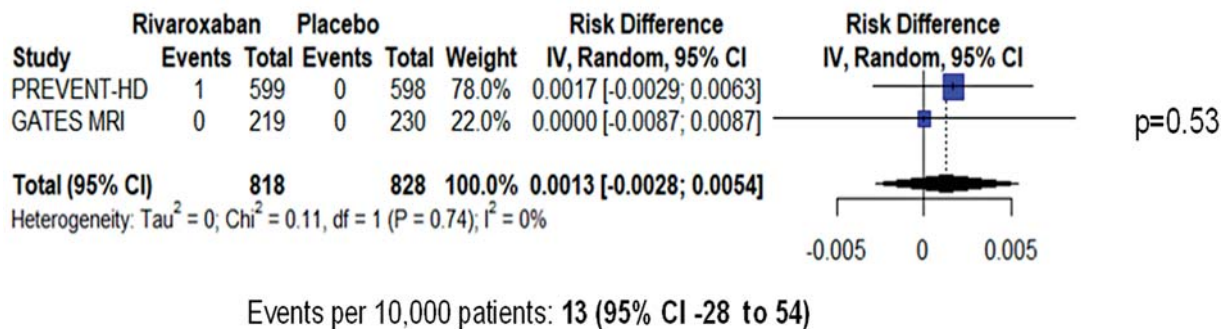 Rivaroxaban Placebo Risk Difference Risk Difference
Study Events Total Events Total Weight IV, Random, 95% CI IV, Random, 95% CI
PREVENT-HD 1 599 0 598 78.0% 0.0017 [-0.0029; 0.0063]
GATES MRI 0 219 0 230 22.0% 0.0000 [-0.0087; 0.0087]
p=0.53
Total (95% CI) 818 828 100.0% 0.0013 [-0.0028; 0.0054]
Heterogeneity: Tau² = 0; Chi² = 0.11, df = 1 (P = 0.74); I² = 0%
-0.005 0 0.005
Events per 10,000 patients: 13 (95% CI -28 to 54)